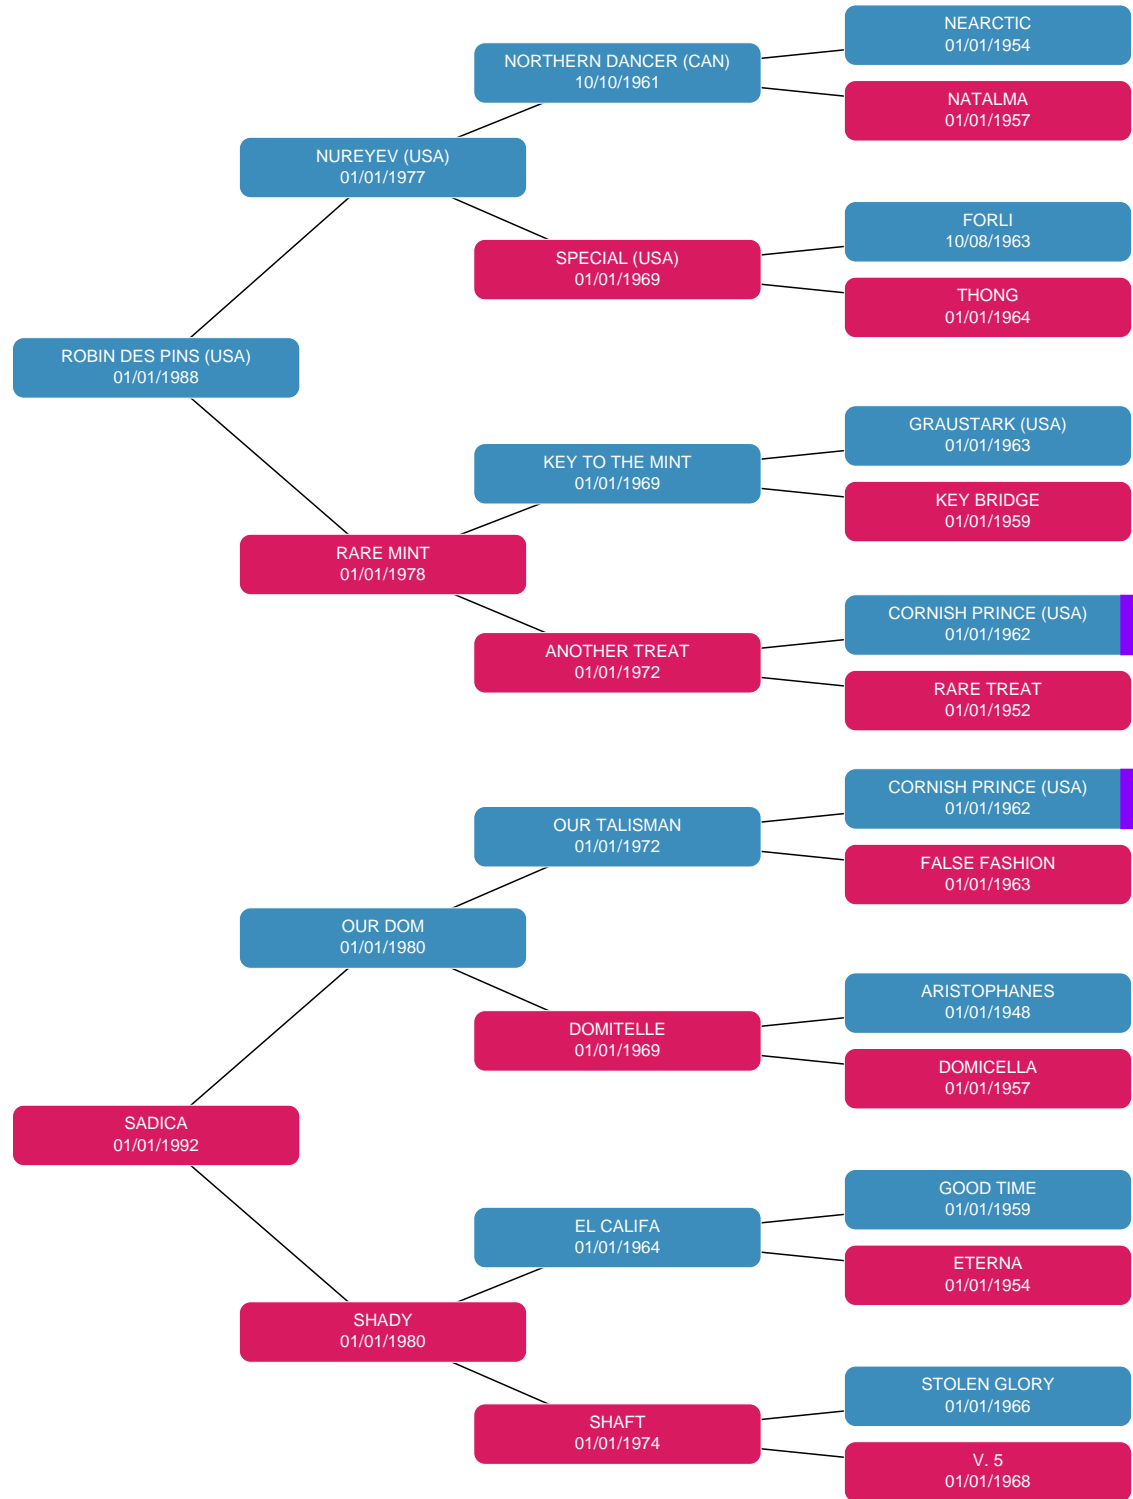 NEARCTIC
01/01/1954
NORTHERN DANCER (CAN)
10/10/1961
NATALMA
01/01/1957
NUREYEV (USA)
01/01/1977
FORLI
10/08/1963
SPECIAL (USA)
01/01/1969
THONG
01/01/1964
ROBIN DES PINS (USA)
01/01/1988
GRAUSTARK (USA)
01/01/1963
KEY TO THE MINT
01/01/1969
KEY BRIDGE
01/01/1959
RARE MINT
01/01/1978
CORNISH PRINCE (USA)
01/01/1962
ANOTHER TREAT
01/01/1972
RARE TREAT
01/01/1952
CORNISH PRINCE (USA)
01/01/1962
OUR TALISMAN
01/01/1972
FALSE FASHION
01/01/1963
OUR DOM
01/01/1980
ARISTOPHANES
01/01/1948
DOMITELLE
01/01/1969
DOMICELLA
01/01/1957
SADICA
01/01/1992
GOOD TIME
01/01/1959
EL CALIFA
01/01/1964
ETERNA
01/01/1954
SHADY
01/01/1980
STOLEN GLORY
01/01/1966
SHAFT
01/01/1974
V. 5
01/01/1968